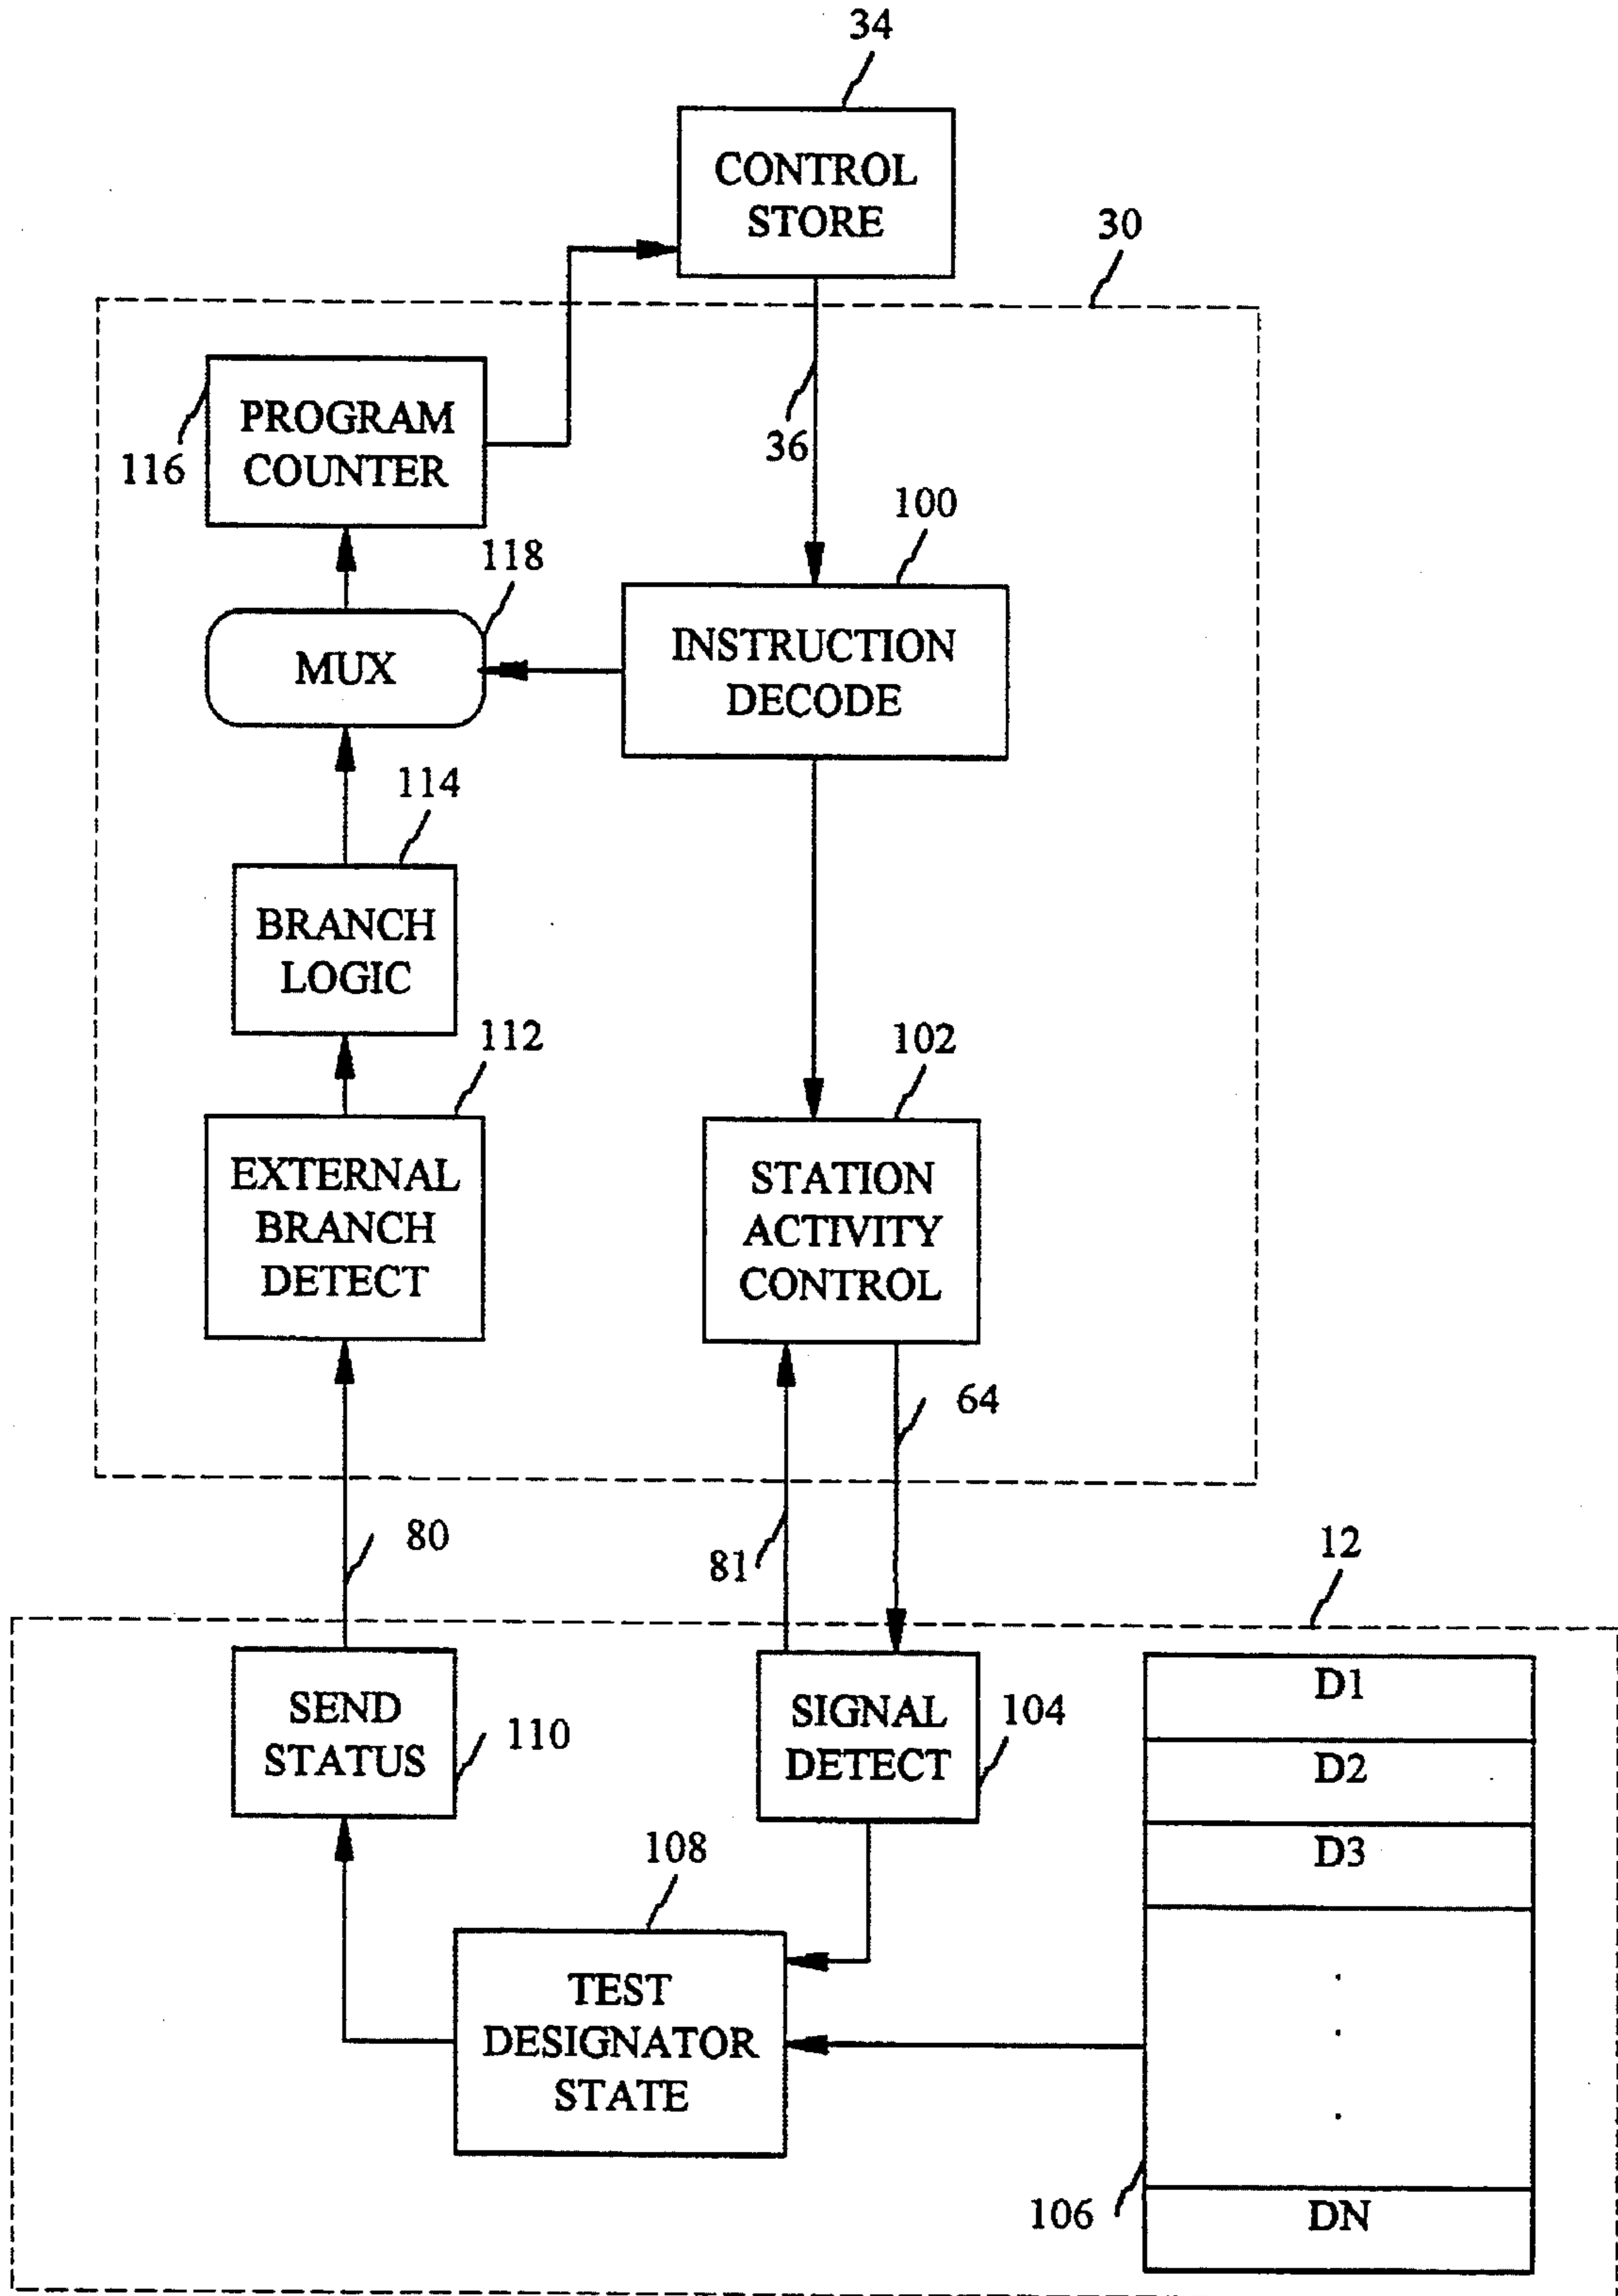 34
CONTROL
STORE
30
PROGRAM
COUNTER
116
36
100
118
MUX
INSTRUCTION
DECODE
114
BRANCH
LOGIC
112
102
EXTERNAL
BRANCH
DETECT
STATION
ACTIVITY
CONTROL
64
80
81
12
SEND
STATUS
110
SIGNAL
DETECT
104
D1
D2
D3
108
TEST
DESIGNATOR
STATE
106
DN